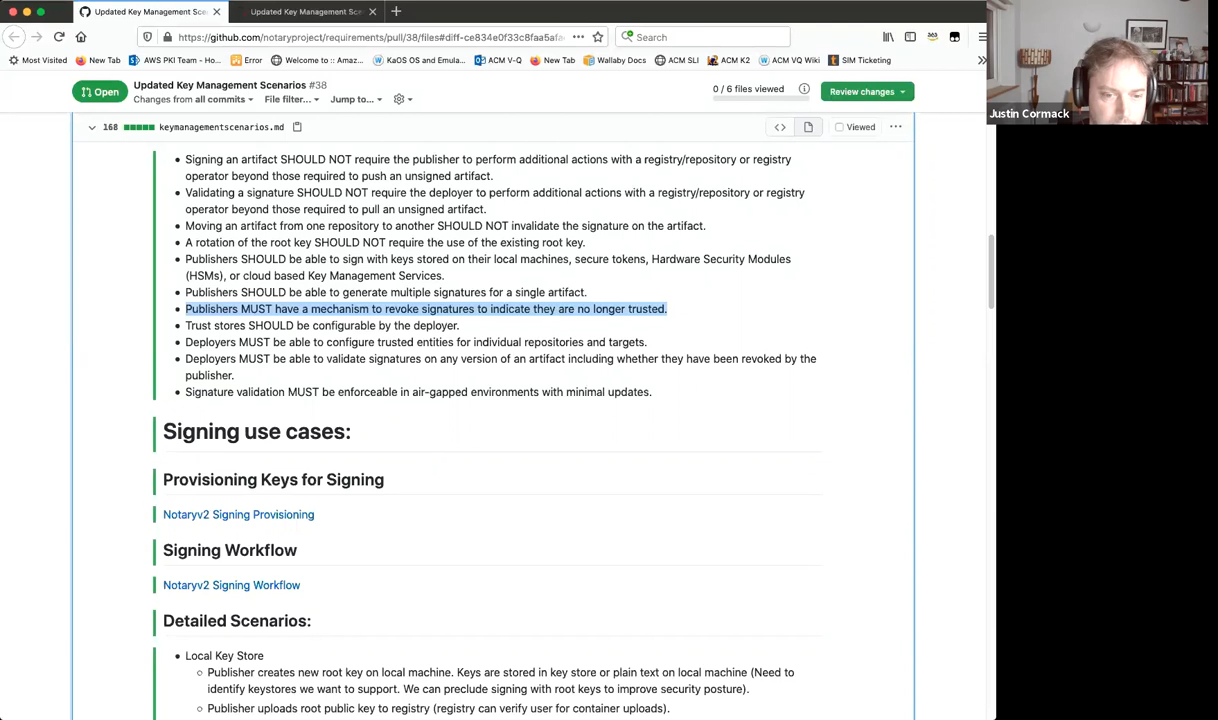 Updated Key Management Sce
Updated Key Management Sce
https://github.com/notaryproject/requirements/pull/38/files#diff-ce834e0f33c8faa5afa
Search
Most Visited
New Tab
AWS PKI Team - Ho...
Error
Welcome to :: Amaz...
KaOS OS and Emula...
ACM V-Q
New Tab
Wallaby Docs
ACM SLI
ACM K2
ACM VQ Wiki
SIM Ticketing
Open
Updated Key Management Scenarios #38
Changes from all commits
File filter...
Jump to...
0 / 6 files viewed
Review changes
168
keymanagementscenarios.md
Viewed
Signing an artifact SHOULD NOT require the publisher to perform additional actions with a registry/repository or registry
operator beyond those required to push an unsigned artifact.
Validating a signature SHOULD NOT require the deployer to perform additional actions with a registry/repository or registry
operator beyond those required to pull an unsigned artifact.
Moving an artifact from one repository to another SHOULD NOT invalidate the signature on the artifact.
A rotation of the root key SHOULD NOT require the use of the existing root key.
Publishers SHOULD be able to sign with keys stored on their local machines, secure tokens, Hardware Security Modules
(HSMs), or cloud based Key Management Services.
Publishers SHOULD be able to generate multiple signatures for a single artifact.
Publishers MUST have a mechanism to revoke signatures to indicate they are no longer trusted.
Trust stores SHOULD be configurable by the deployer.
Deployers MUST be able to configure trusted entities for individual repositories and targets.
Deployers MUST be able to validate signatures on any version of an artifact including whether they have been revoked by the
publisher.
Signature validation MUST be enforceable in air-gapped environments with minimal updates.
Signing use cases:
Provisioning Keys for Signing
Notaryv2 Signing Provisioning
Signing Workflow
Notaryv2 Signing Workflow
Detailed Scenarios:
Local Key Store
Publisher creates new root key on local machine. Keys are stored in key store or plain text on local machine (Need to
identify keystores we want to support. We can preclude signing with root keys to improve security posture).
Publisher uploads root public key to registry (registry can verify user for container uploads).
Justin Cormack